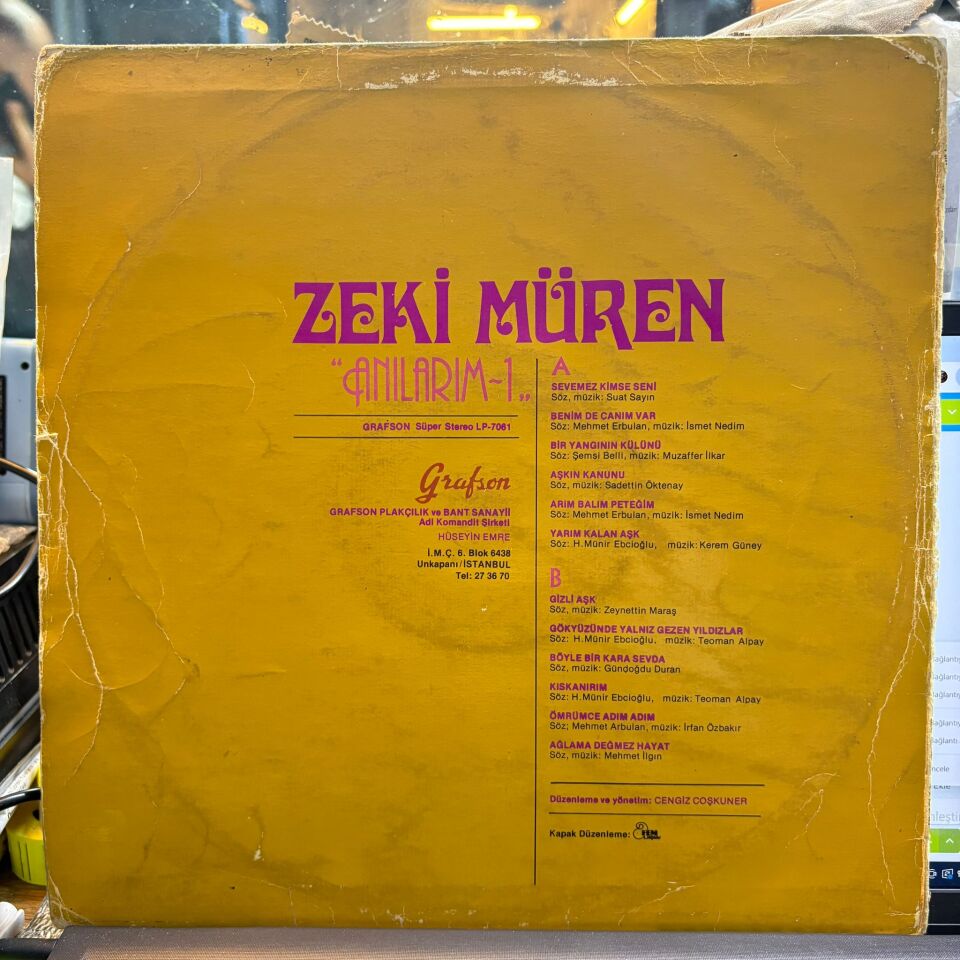 ZEKİ MÜREN
“ANILARIM-1„
GRAFSON Süper Stereo LP-7061
Grafson
GRAFSON PLAKÇILIK ve BANT SANAYİİ
Adi Komandit Şirketi
HÜSEYİN EMRE
İ.M.Ç. 6. Blok 6438
Unkapanı/İSTANBUL
Tel: 27 36 70
A
SEVEMEZ KİMSE SENİ
Söz, müzik: Suat Sayın
BENİM DE CANIM VAR
Söz: Mehmet Erbulan, müzik: İsmet Nedim
BİR YANGININ KÜLÜNÜ
Söz: Şemsi Belli, müzik: Muzaffer İlkar
AŞKIN KANUNU
Söz, müzik: Sadettin Öktenay
ARIM BALIM PETEĞİM
Söz: Mehmet Erbulan, müzik: İsmet Nedim
YARIM KALAN AŞK
Söz: H.Münir Ebcioğlu, müzik: Kerem Güney
B
GİZLİ AŞK
Söz, müzik: Zeynettin Maraş
GÖKYÜZÜNDE YALNIZ GEZEN YILDIZLAR
Söz: H.Münir Ebcioğlu, müzik: Teoman Alpay
BÖYLE BİR KARA SEVDA
Söz, müzik: Gündoğdu Duran
KISKANIRIM
Söz: H.Münir Ebcioğlu, müzik: Teoman Alpay
ÖMRÜMCE ADIM ADIM
Söz; Mehmet Arbulan, müzik: İrfan Özbakır
AĞLAMA DEĞMEZ HAYAT
Söz, müzik: Mehmet Ilgın
Düzenleme ve yönetim: CENGİZ COŞKUNER
Kapak Düzenleme: